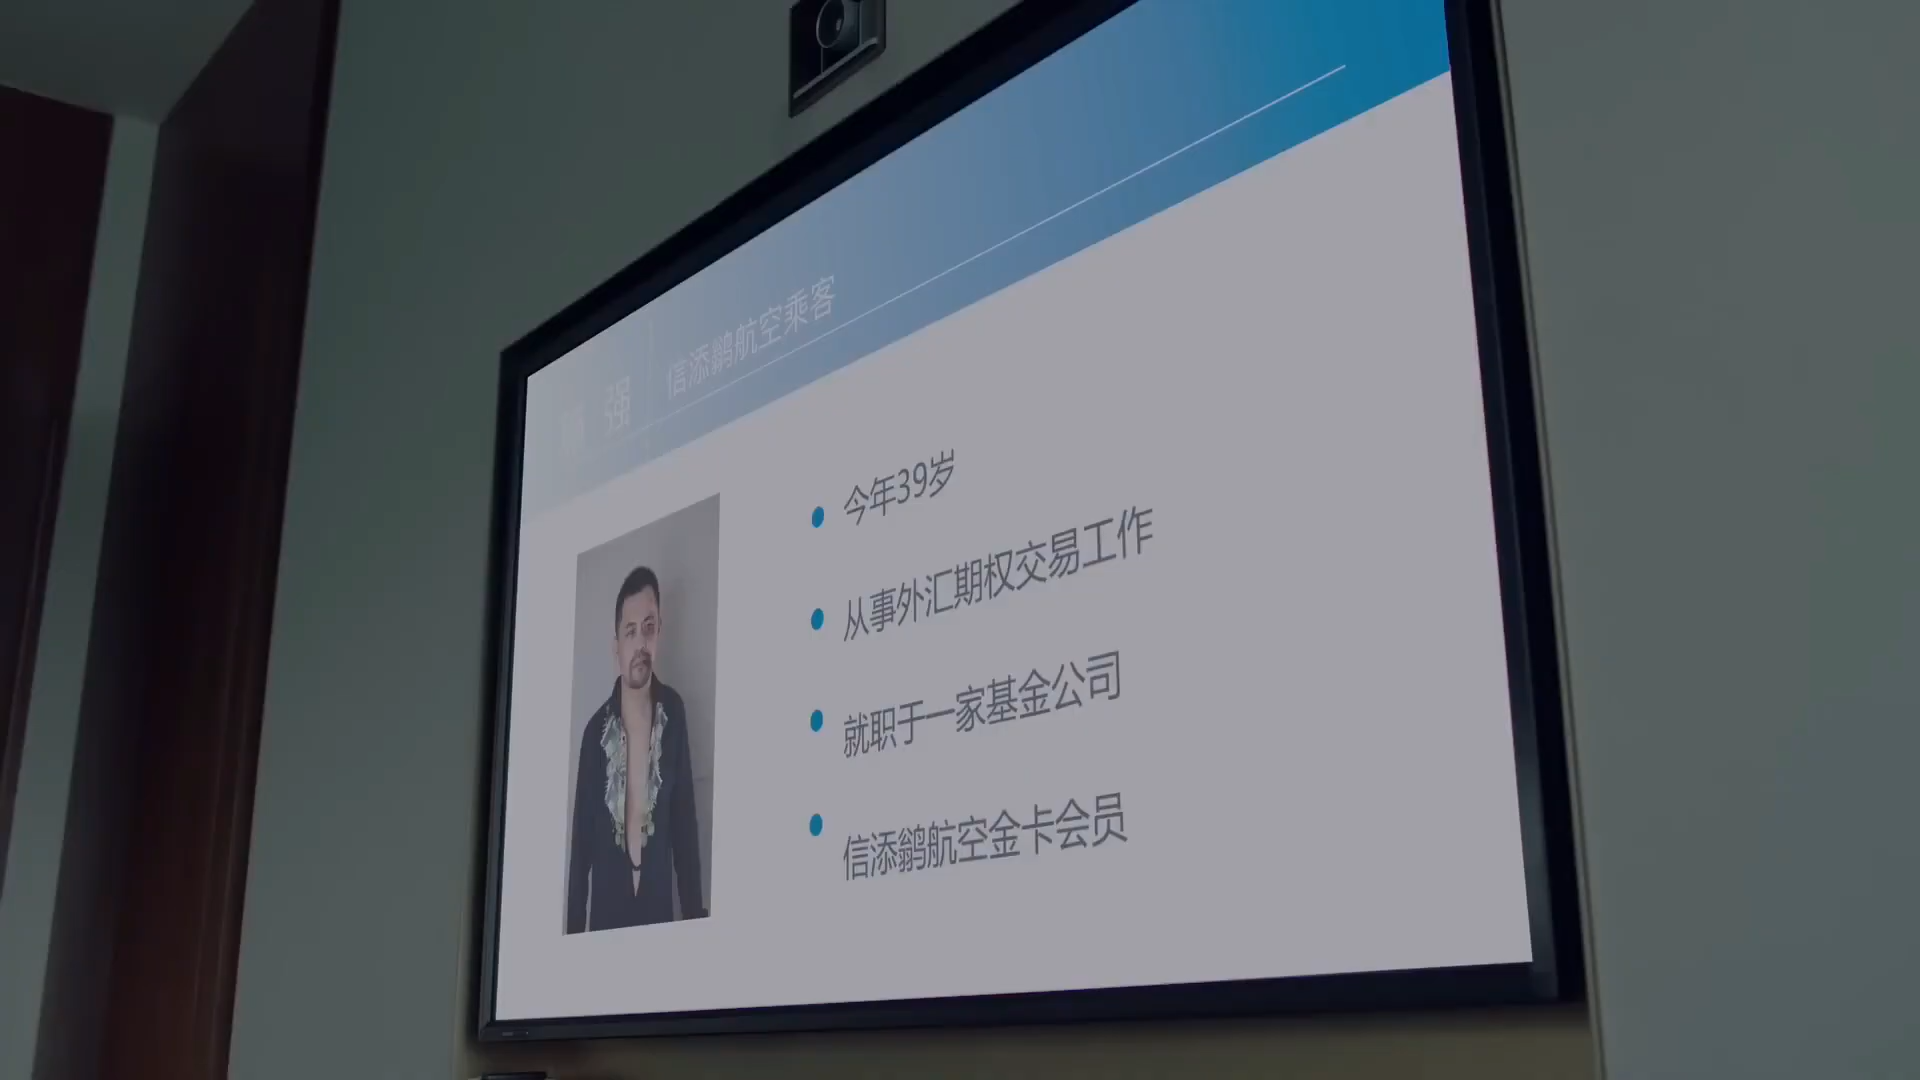 强
信添鹟航空乘客
今年39岁
从事外汇期权交易工作
就职于一家基金公司
信添鹟航空金卡会员